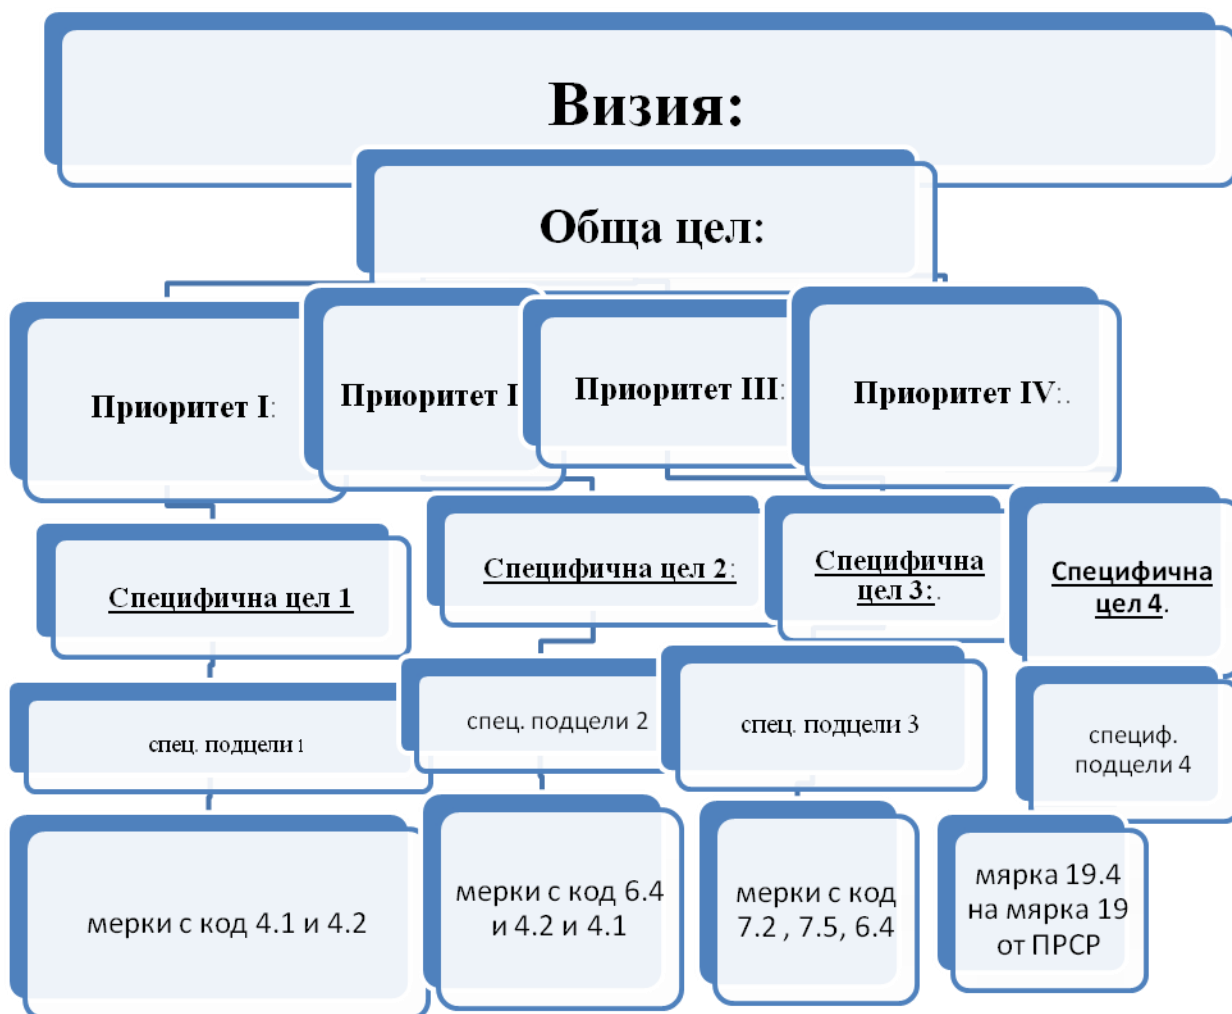 Визия:
Обща цел:
Приоритет I:
Приоритет I
Приоритет III:
Приоритет IV:.
Специфична цел 1
Специфична цел 2:
Специфична
цел 3:.
Специфична
цел 4.
спец. подцели 1
спец. подцели 2
спец. подцели 3
специф.
подцели 4
мерки с код 4.1 и 4.2
мерки с код 6.4
и 4.2 и 4.1
мерки с код
7.2 , 7.5, 6.4
мярка 19.4
на мярка 19
от ПРСР